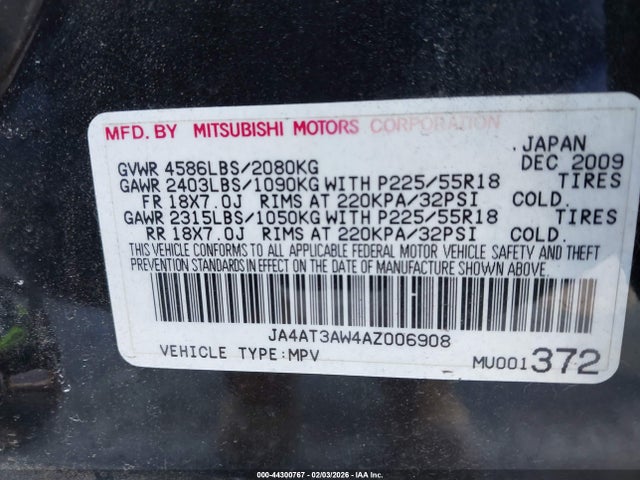 MFD. BY MITSUBISHI MOTORS CORPORATION
JAPAN
GVWR 4586LBS/2080KG DEC 2009
GAWR 2403LBS/1090KG WITH P225/55R18 TIRES
FR 18X7.0J RIMS AT 220KPA/32PSI COLD.
GAWR 2315LBS/1050KG WITH P225/55R18 TIRES
RR 18X7.0J RIMS AT 220KPA/32PSI COLD.
THIS VEHICLE CONFORMS TO ALL APPLICABLE FEDERAL MOTOR VEHICLE SAFETY AND THEFT
PREVENTION STANDARDS IN EFFECT ON THE DATE OF MANUFACTURE SHOWN ABOVE.
JA4AT3AW4AZ006908
VEHICLE TYPE:MPV MU001372
000-44300767 - 02/03/2026 - IAA Inc.